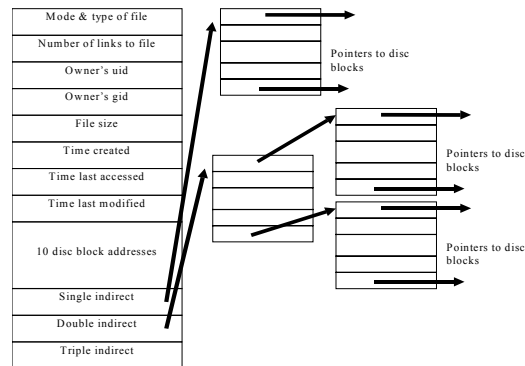 Mode & type of file
Number of links to file
Owner's uid
Owner's gid
File size
Time created
Time last accessed
Time last modified
10 disc block addresses
Single indirect
Double indirect
Triple indirect
Pointers to disc
blocks
Pointers to disc
blocks
Pointers to disc
blocks